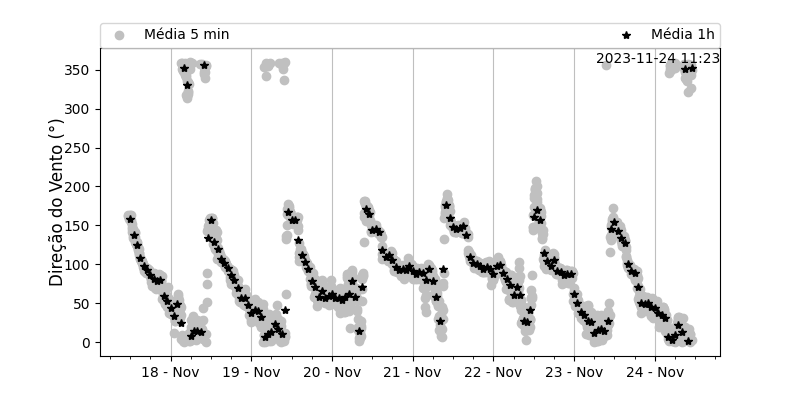 Média 5 min
Média 1h
2023-11-24 11:23
Direção do Vento (°)
350
300
250
200
150
100
50
0
18 - Nov
19 - Nov
20 - Nov
21 - Nov
22 - Nov
23 - Nov
24 - Nov